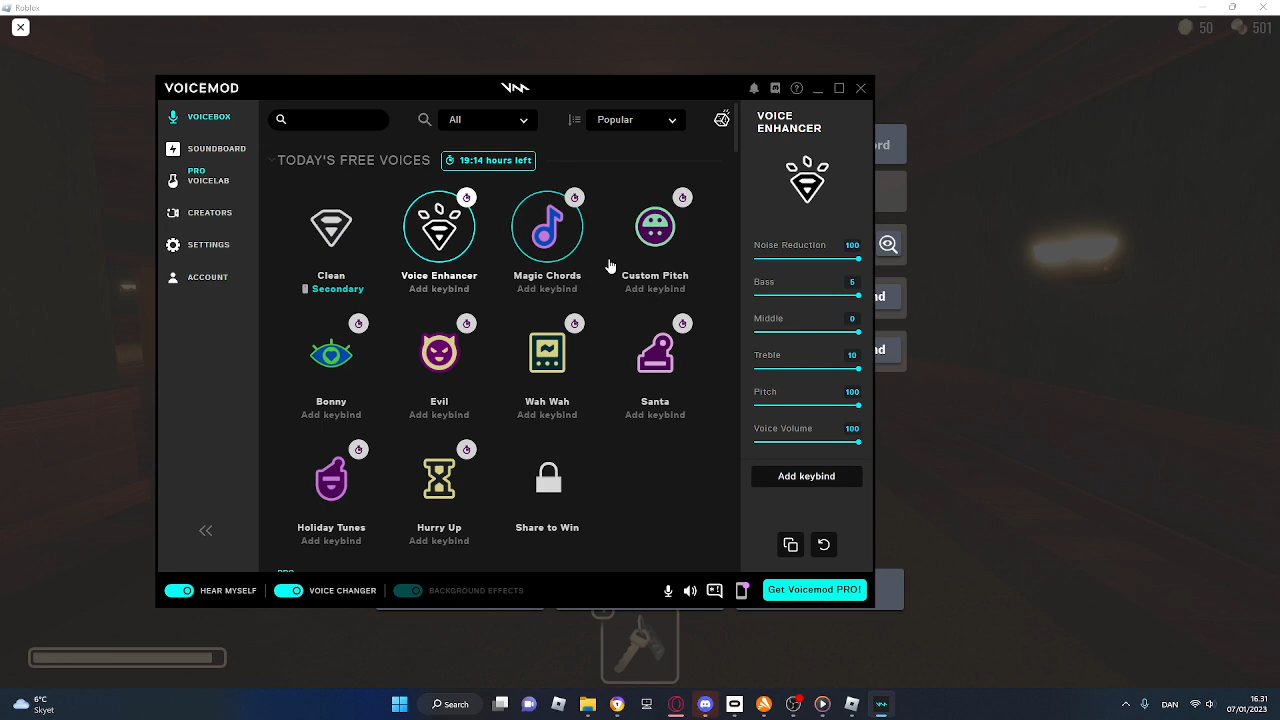 Roblox
50 501
VOICEMOD
VOICEBOX
SOUNDBOARD
PRO
VOICELAB
CREATORS
SETTINGS
ACCOUNT
All
Popular
TODAY'S FREE VOICES 19:14 hours left
Clean
Secondary
Voice Enhancer
Add keybind
Magic Chords
Add keybind
Custom Pitch
Add keybind
Bonny
Add keybind
Evil
Add keybind
Wah Wah
Add keybind
Santa
Add keybind
Holiday Tunes
Add keybind
Hurry Up
Add keybind
Share to Win
VOICE
ENHANCER
Noise Reduction 100
Bass 5
Middle 0
Treble 10
Pitch 100
Voice Volume 100
Add keybind
ord
nd
nd
HEAR MYSELF
VOICE CHANGER
BACKGROUND EFFECTS
Get Voicemod PRO!
6°C
Skyet
Search
DAN
16.31
07/01/2023